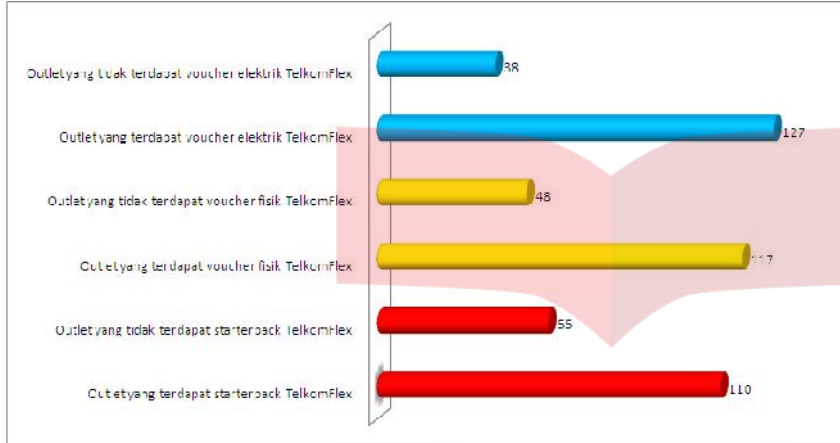 Outlet yang tidak terdapat voucher elektrik TelkomFlex
38
Outlet yang terdapat voucher elektrik TelkomFlex
127
Outlet yang tidak terdapat voucher fisik TelkomFlex
48
Outlet yang terdapat voucher fisik TelkomFlex
117
Outlet yang tidak terdapat starterpack TelkomFlex
55
Outlet yang terdapat starterpack TelkomFlex
110